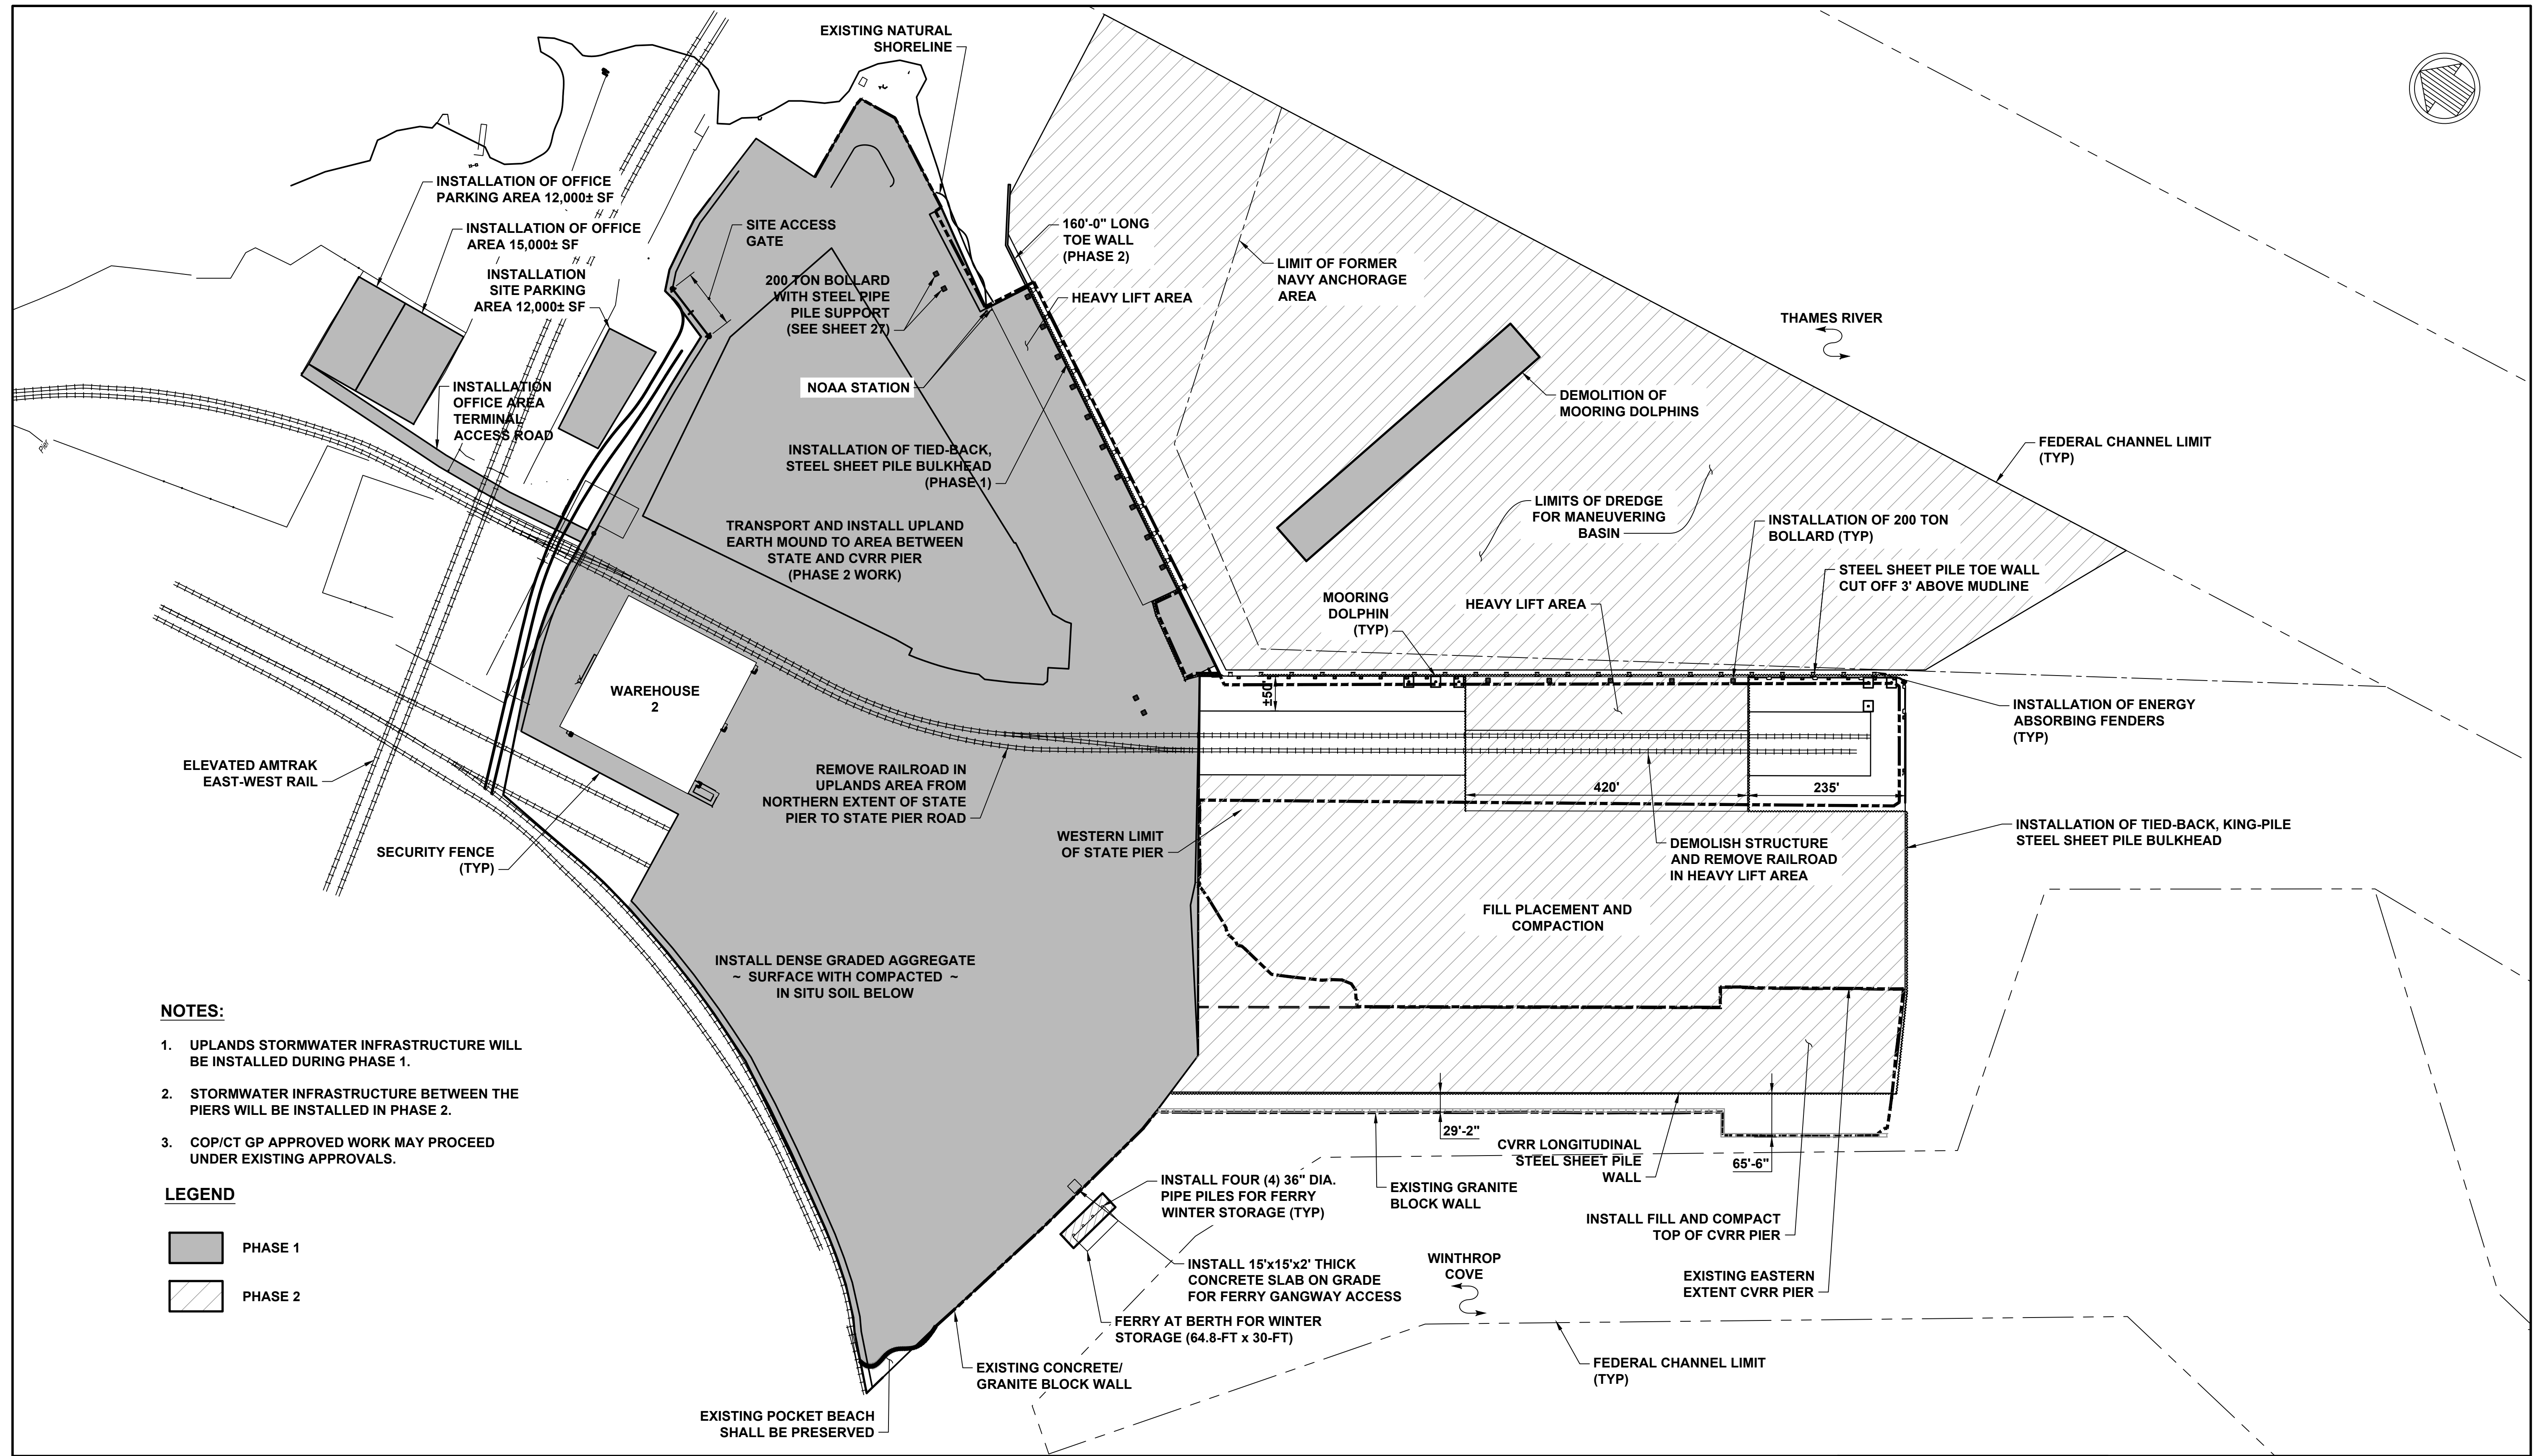 EXISTING NATURAL
SHORELINE
INSTALLATION OF OFFICE
PARKING AREA 12,000± SF
INSTALLATION OF OFFICE
AREA 15,000± SF
INSTALLATION
SITE PARKING
AREA 12,000± SF
SITE ACCESS
GATE
200 TON BOLLARD
WITH STEEL PIPE
PILE SUPPORT
(SEE SHEET 27)
160'-0" LONG
TOE WALL
(PHASE 2)
HEAVY LIFT AREA
LIMIT OF FORMER
NAVY ANCHORAGE
AREA
THAMES RIVER
NOAA STATION
INSTALLATION
OFFICE AREA
TERMINAL
ACCESS ROAD
Pier
DEMOLITION OF
MOORING DOLPHINS
FEDERAL CHANNEL LIMIT
(TYP)
INSTALLATION OF TIED-BACK,
STEEL SHEET PILE BULKHEAD
(PHASE 1)
LIMITS OF DREDGE
FOR MANEUVERING
BASIN
INSTALLATION OF 200 TON
BOLLARD (TYP)
TRANSPORT AND INSTALL UPLAND
EARTH MOUND TO AREA BETWEEN
STATE AND CVRR PIER
(PHASE 2 WORK)
STEEL SHEET PILE TOE WALL
CUT OFF 3' ABOVE MUDLINE
MOORING
DOLPHIN
(TYP)
HEAVY LIFT AREA
WAREHOUSE
2
±50'
INSTALLATION OF ENERGY
ABSORBING FENDERS
(TYP)
ELEVATED AMTRAK
EAST-WEST RAIL
REMOVE RAILROAD IN
UPLANDS AREA FROM
NORTHERN EXTENT OF STATE
PIER TO STATE PIER ROAD
420'
235'
WESTERN LIMIT
OF STATE PIER
DEMOLISH STRUCTURE
AND REMOVE RAILROAD
IN HEAVY LIFT AREA
INSTALLATION OF TIED-BACK, KING-PILE
STEEL SHEET PILE BULKHEAD
SECURITY FENCE
(TYP)
FILL PLACEMENT AND
COMPACTION
INSTALL DENSE GRADED AGGREGATE
~ SURFACE WITH COMPACTED ~
IN SITU SOIL BELOW
NOTES:
1. UPLANDS STORMWATER INFRASTRUCTURE WILL
BE INSTALLED DURING PHASE 1.
2. STORMWATER INFRASTRUCTURE BETWEEN THE
PIERS WILL BE INSTALLED IN PHASE 2.
3. COP/CT GP APPROVED WORK MAY PROCEED
UNDER EXISTING APPROVALS.
LEGEND
PHASE 1
PHASE 2
29'-2"
CVRR LONGITUDINAL
STEEL SHEET PILE
WALL
65'-6"
INSTALL FOUR (4) 36" DIA.
PIPE PILES FOR FERRY
WINTER STORAGE (TYP)
EXISTING GRANITE
BLOCK WALL
INSTALL FILL AND COMPACT
TOP OF CVRR PIER
INSTALL 15'x15'x2' THICK
CONCRETE SLAB ON GRADE
FOR FERRY GANGWAY ACCESS
WINTHROP
COVE
EXISTING EASTERN
EXTENT CVRR PIER
FERRY AT BERTH FOR WINTER
STORAGE (64.8-FT x 30-FT)
EXISTING CONCRETE/
GRANITE BLOCK WALL
FEDERAL CHANNEL LIMIT
(TYP)
EXISTING POCKET BEACH
SHALL BE PRESERVED